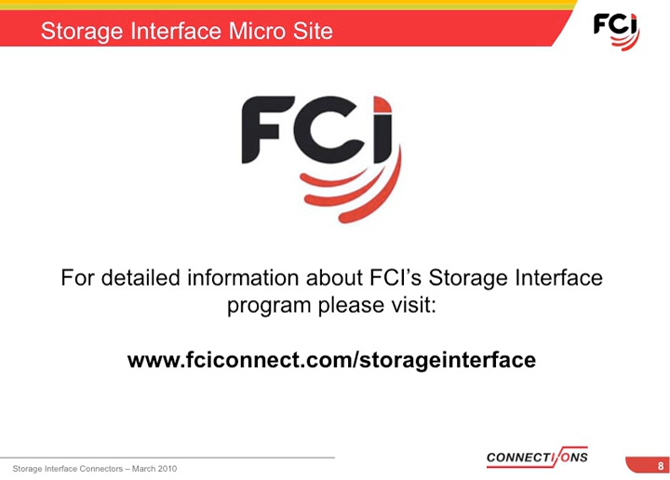 Storage Interface Micro Site
FCi
FCi
For detailed information about FCI's Storage Interface
program please visit:
www.fciconnect.com/storageinterface
Storage Interface Connectors – March 2010
CONNECTIONS
8